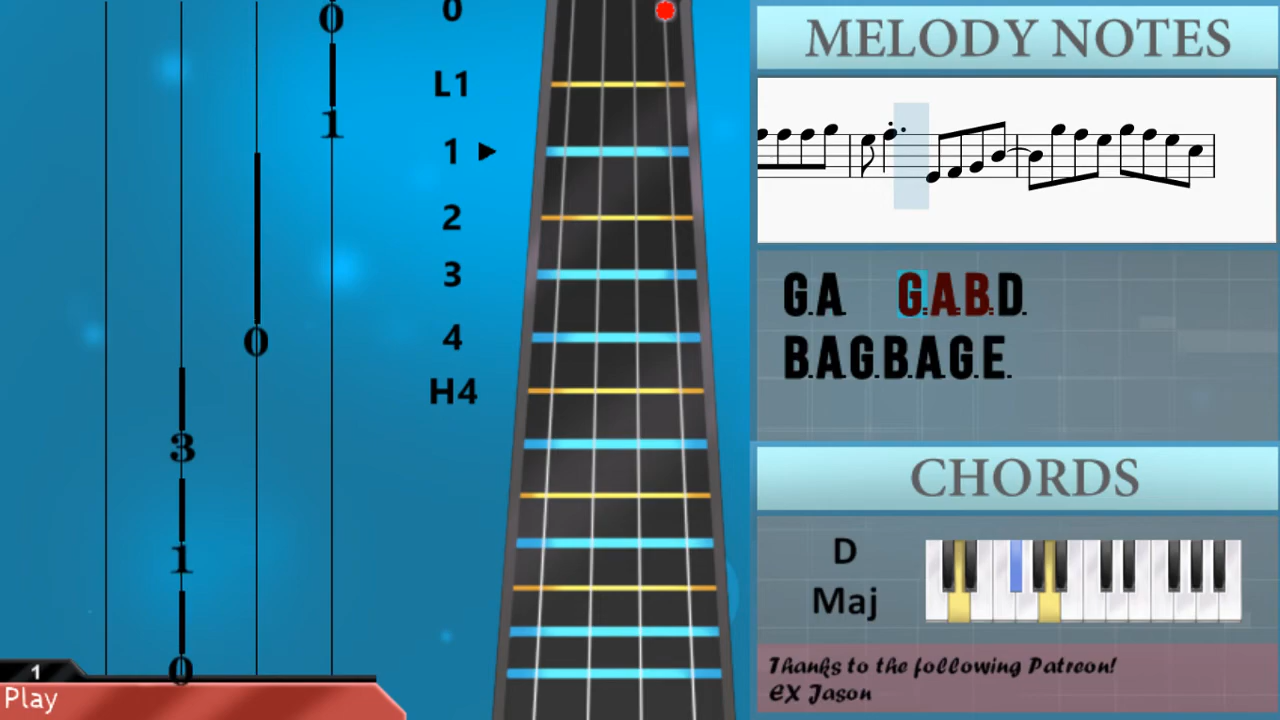 0
1
0
3
1
0
1
Play
0
L1
1
2
3
4
H4
MELODY NOTES
G.A. G.A.B.D.
B.A.G.B.A.G.E.
CHORDS
D
Maj
Thanks to the following Patreon!
EX Jason